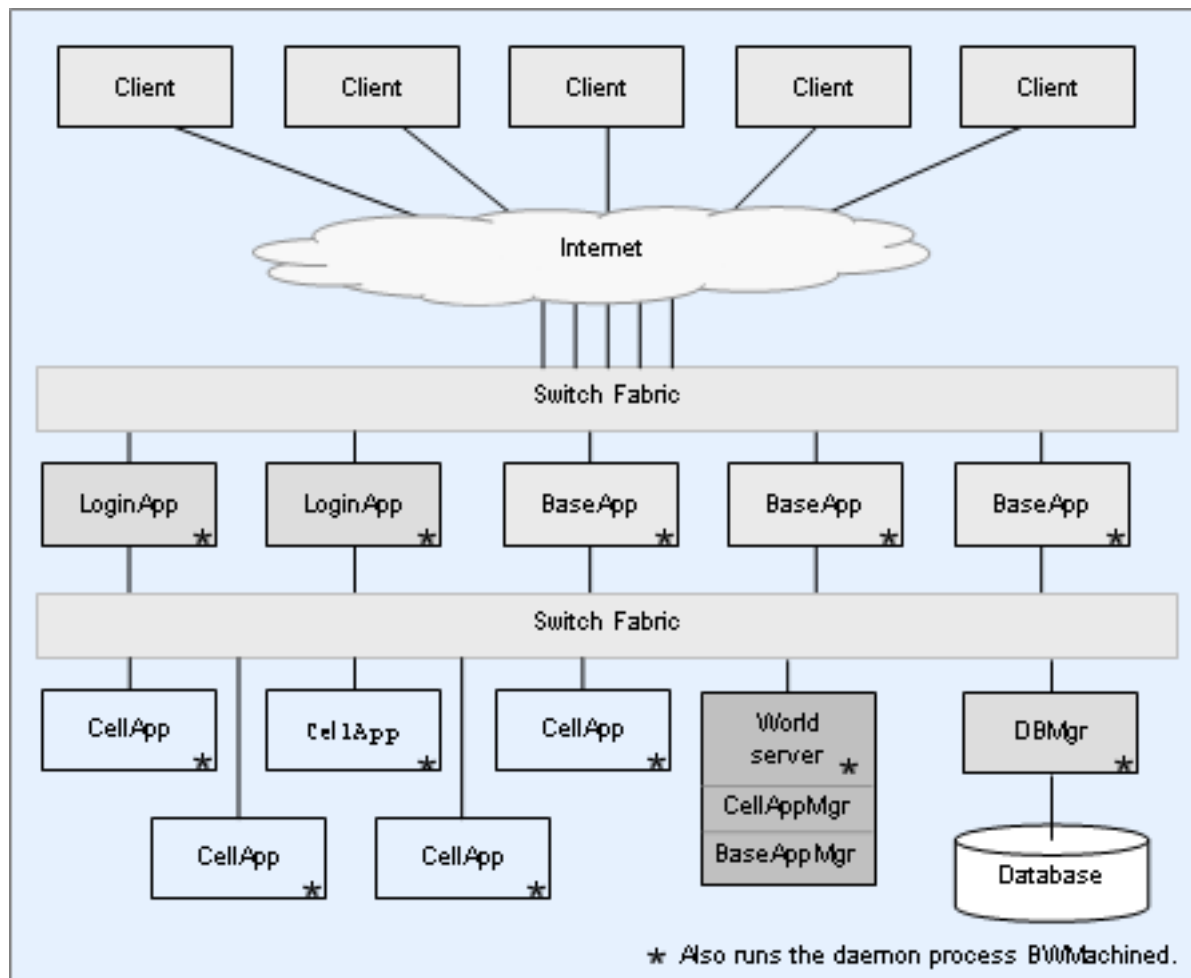 Client
Client
Client
Client
Client
Internet
Switch Fabric
LoginApp
*
LoginApp
*
BaseApp
*
BaseApp
*
BaseApp
*
Switch Fabric
CellApp
*
CellApp
*
CellApp
*
World
server
*
CellAppMgr
BaseAppMgr
DBMgr
*
CellApp
*
CellApp
*
Database
* Also runs the daemon process BWMachined.